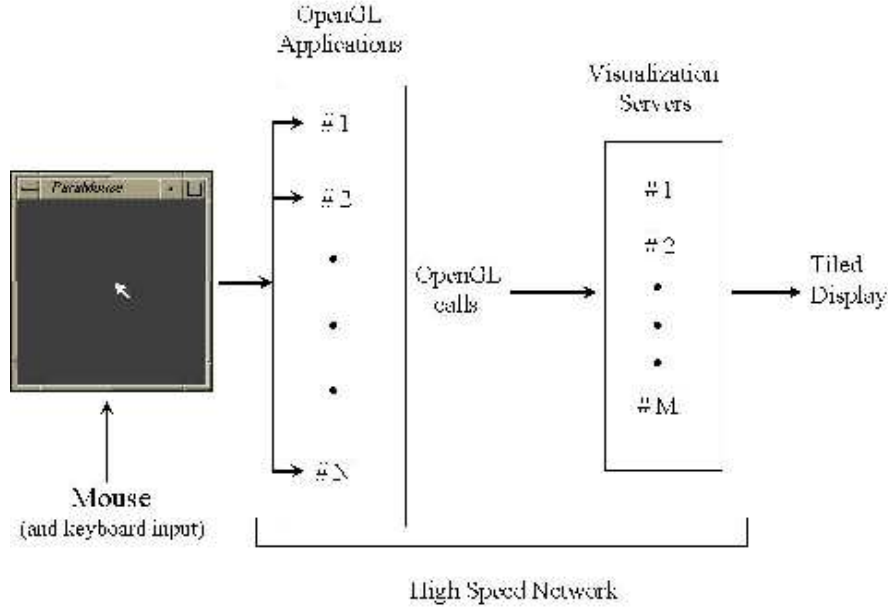 OpenGL
Applications
#1
#2
#N
ParaMouse
Mouse
(and keyboard input)
OpenGL
calls
Visualization
Servers
#1
#2
#M
Tiled
Display
High Speed Network